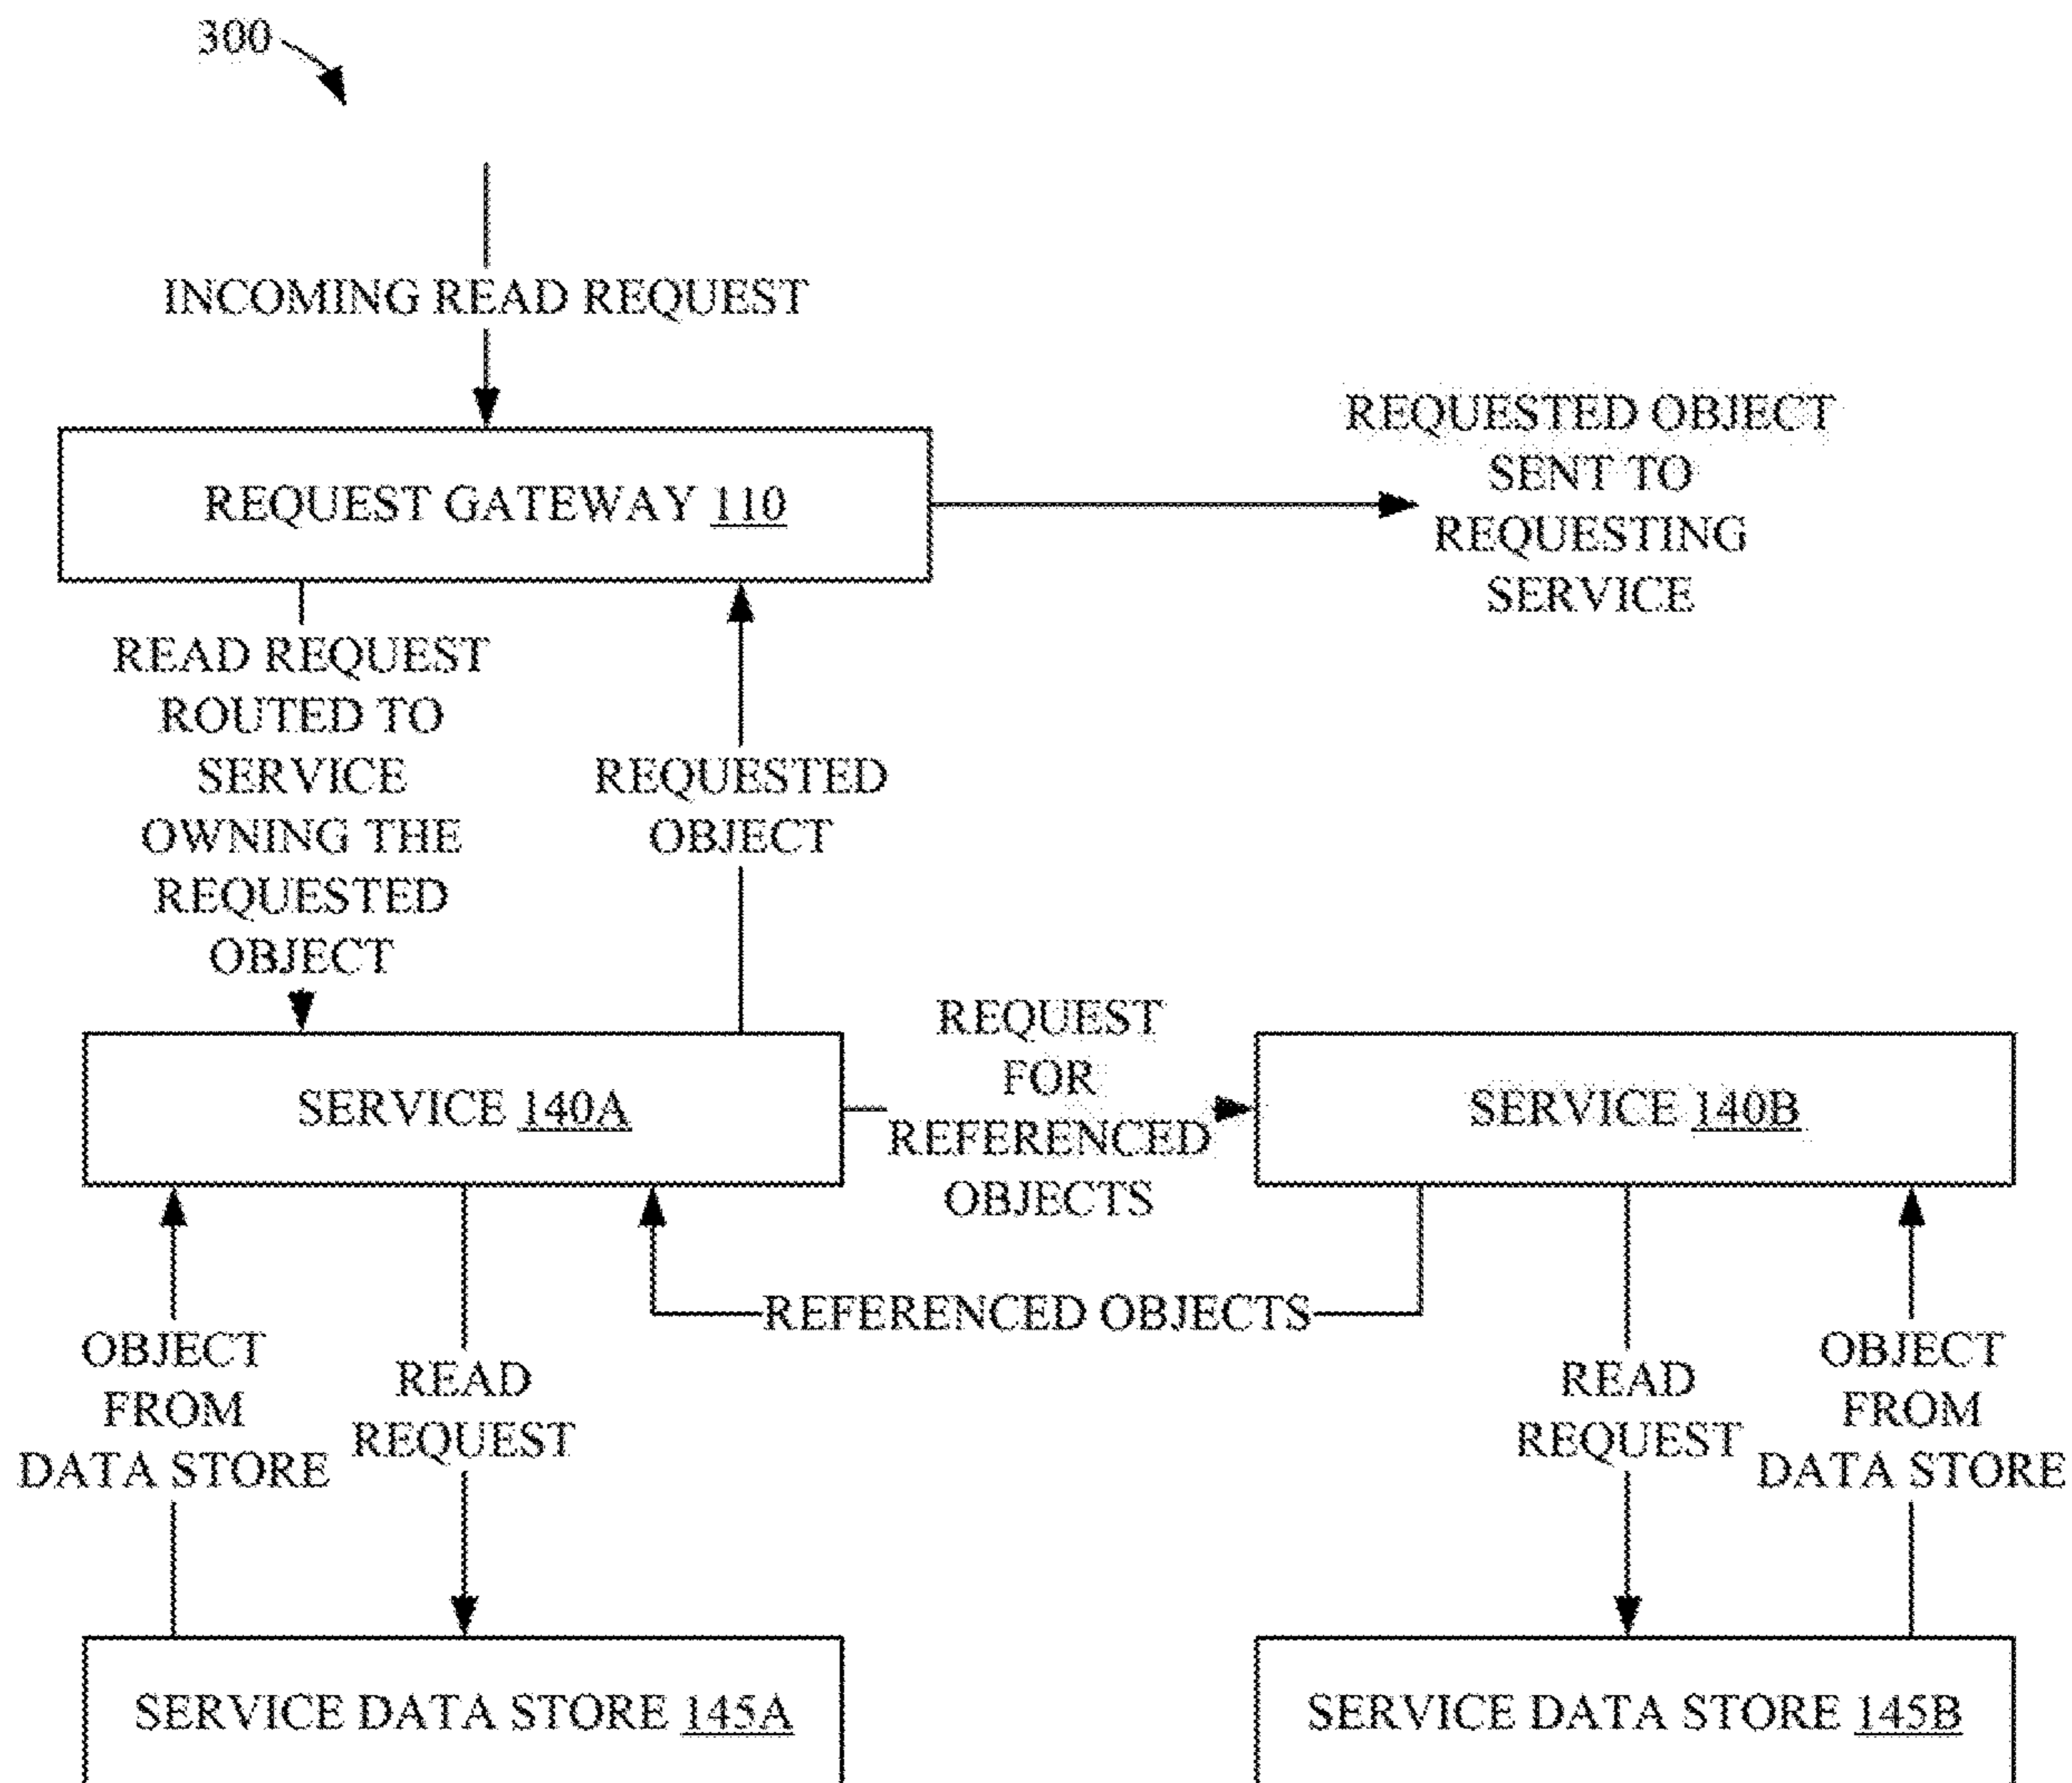 300
INCOMING READ REQUEST
REQUEST GATEWAY 110
REQUESTED OBJECT
SENT TO
REQUESTING
SERVICE
READ REQUEST
ROUTED TO
SERVICE
OWNING THE
REQUESTED
OBJECT
REQUESTED
OBJECT
SERVICE 140A
REQUEST
FOR
REFERENCED
OBJECTS
SERVICE 140B
REFERENCED OBJECTS
OBJECT
FROM
DATA STORE
READ
REQUEST
READ
REQUEST
OBJECT
FROM
DATA STORE
SERVICE DATA STORE 145A
SERVICE DATA STORE 145B